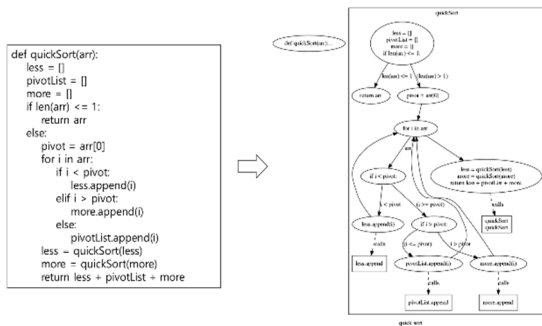 def quickSort(arr):
less = []
pivotList = []
more = []
if len(arr) <= 1:
return arr
else:
pivot = arr[0]
for i in arr:
if i < pivot:
less.append(i)
elif i > pivot:
more.append(i)
else:
pivotList.append(i)
less = quickSort(less)
more = quickSort(more)
return less + pivotList + more
quickSort
def quickSort(arr):...
less = []
pivotList = []
more = []
if len(arr) <= 1:
(len(arr) <= 1)
(len(arr) > 1)
return arr
pivot = arr[0]
for i in arr:
arr
if i < pivot:
less = quickSort(less)
more = quickSort(more)
return less + pivotList + more
i < pivot
(i >= pivot)
calls
less.append(i)
if i > pivot:
quickSort
quickSort
calls
(i <= pivot)
i > pivot
less.append
pivotList.append(i)
more.append(i)
calls
calls
pivotList.append
more.append
quick sort